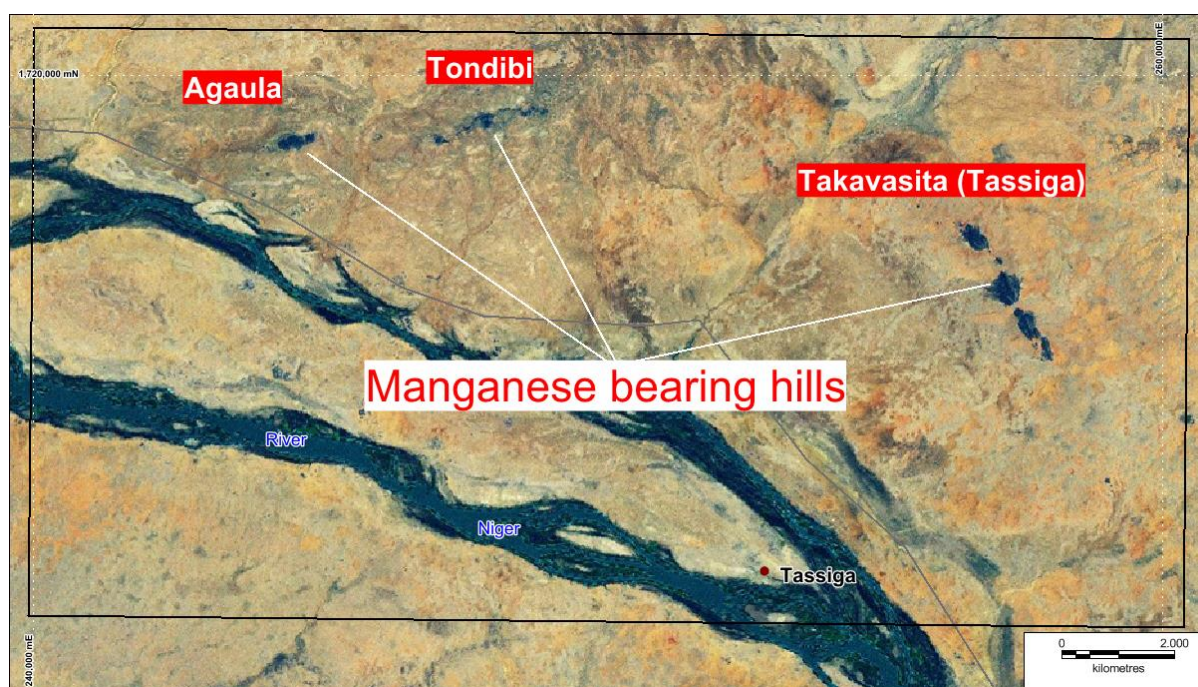 260,000 mE
1,720,000 mN
Tondibi
Agaula
Takavasita (Tassiga)
Manganese bearing hills
River
Niger
Tassiga
240,000 mE
0 2.000
kilometres